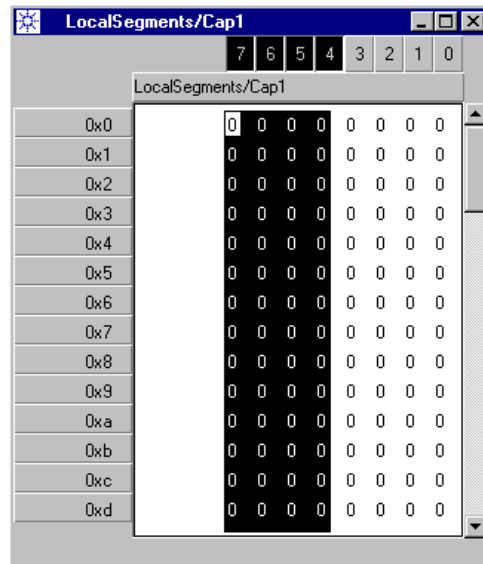 LocalSegments/Cap1
7 6 5 4 3 2 1 0
LocalSegments/Cap1
0x0 0 0 0 0 0 0 0 0
0x1 0 0 0 0 0 0 0 0
0x2 0 0 0 0 0 0 0 0
0x3 0 0 0 0 0 0 0 0
0x4 0 0 0 0 0 0 0 0
0x5 0 0 0 0 0 0 0 0
0x6 0 0 0 0 0 0 0 0
0x7 0 0 0 0 0 0 0 0
0x8 0 0 0 0 0 0 0 0
0x9 0 0 0 0 0 0 0 0
0xa 0 0 0 0 0 0 0 0
0xb 0 0 0 0 0 0 0 0
0xc 0 0 0 0 0 0 0 0
0xd 0 0 0 0 0 0 0 0